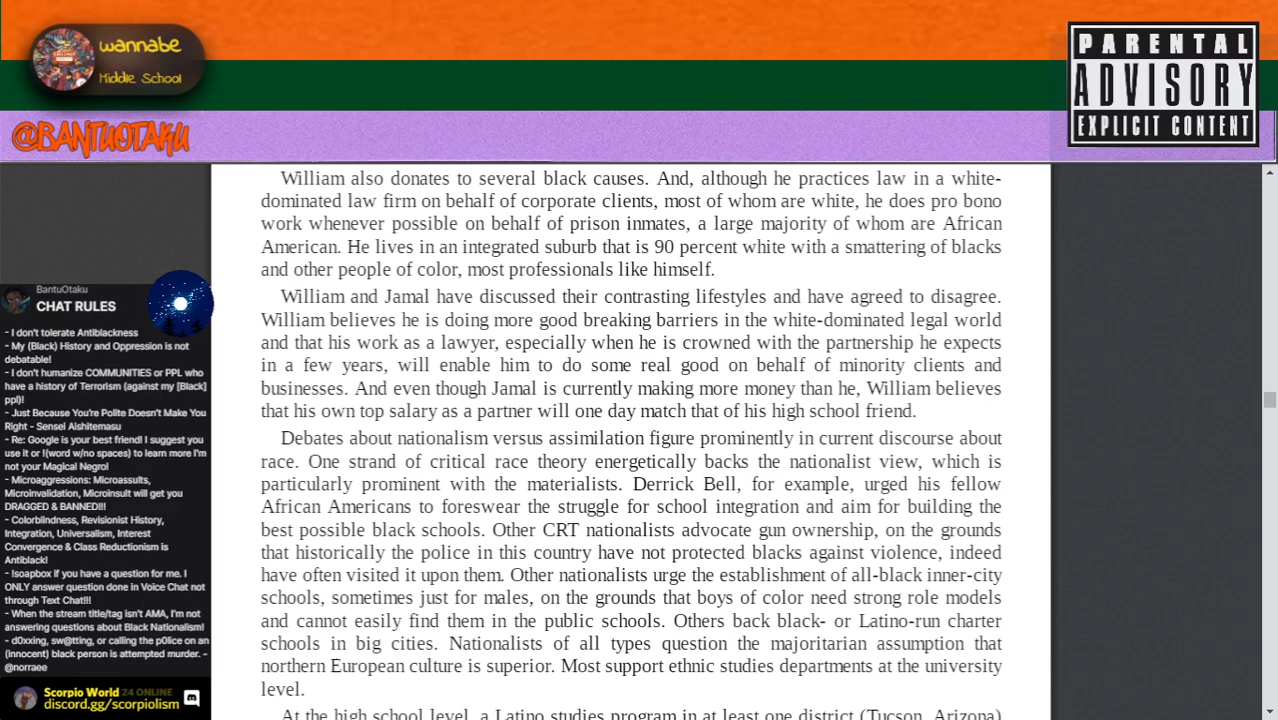 wannabe
Middle School
PARENTAL
ADVISORY
EXPLICIT CONTENT
@BANTUOTAKU
William also donates to several black causes. And, although he practices law in a white-
dominated law firm on behalf of corporate clients, most of whom are white, he does pro bono
work whenever possible on behalf of prison inmates, a large majority of whom are African
American. He lives in an integrated suburb that is 90 percent white with a smattering of blacks
and other people of color, most professionals like himself.
William and Jamal have discussed their contrasting lifestyles and have agreed to disagree.
William believes he is doing more good breaking barriers in the white-dominated legal world
and that his work as a lawyer, especially when he is crowned with the partnership he expects
in a few years, will enable him to do some real good on behalf of minority clients and
businesses. And even though Jamal is currently making more money than he, William believes
that his own top salary as a partner will one day match that of his high school friend.
Debates about nationalism versus assimilation figure prominently in current discourse about
race. One strand of critical race theory energetically backs the nationalist view, which is
particularly prominent with the materialists. Derrick Bell, for example, urged his fellow
African Americans to foreswear the struggle for school integration and aim for building the
best possible black schools. Other CRT nationalists advocate gun ownership, on the grounds
that historically the police in this country have not protected blacks against violence, indeed
have often visited it upon them. Other nationalists urge the establishment of all-black inner-city
schools, sometimes just for males, on the grounds that boys of color need strong role models
and cannot easily find them in the public schools. Others back black- or Latino-run charter
schools in big cities. Nationalists of all types question the majoritarian assumption that
northern European culture is superior. Most support ethnic studies departments at the university
level.
At the high school level, a Latino studies program in at least one district (Tucson, Arizona)
BantuOtaku
CHAT RULES
- I don't tolerate Antiblackness
- My (Black) History and Oppression is not
debatable!
- I don't humanize COMMUNITIES or PPL who
have a history of Terrorism (against my [Black]
ppl)!
- Just Because You're Polite Doesn't Make You
Right - Sensei Aishitemasu
- Re: Google is your best friend! I suggest you
use it or !(word w/no spaces) to learn more I'm
not your Magical Negro!
- Microaggressions: Microassults,
Microinvalidation, Microinsult will get you
DRAGGED & BANNED!!!
- Colorblindness, Revisionist History,
Integration, Universalism, Interest
Convergence & Class Reductionism is
Antiblack!
- !soapbox if you have a question for me. I
ONLY answer question done in Voice Chat not
through Text Chat!!!
- When the stream title/tag isn't AMA, I'm not
answering questions about Black Nationalism!
- d0xxing, sw@tting, or calling the p0lice on an
(innocent) black person is attempted murder. -
@norraee
Scorpio World 24 ONLINE
discord.gg/scorpiolism